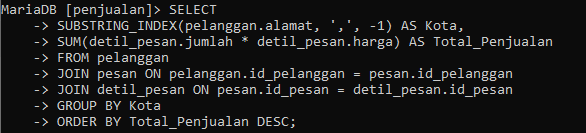 MariaDB [penjualan]> SELECT
    -> SUBSTRING_INDEX(pelanggan.alamat, ',', -1) AS Kota,
    -> SUM(detil_pesan.jumlah * detil_pesan.harga) AS Total_Penjualan
    -> FROM pelanggan
    -> JOIN pesan ON pelanggan.id_pelanggan = pesan.id_pelanggan
    -> JOIN detil_pesan ON pesan.id_pesan = detil_pesan.id_pesan
    -> GROUP BY Kota
    -> ORDER BY Total_Penjualan DESC;